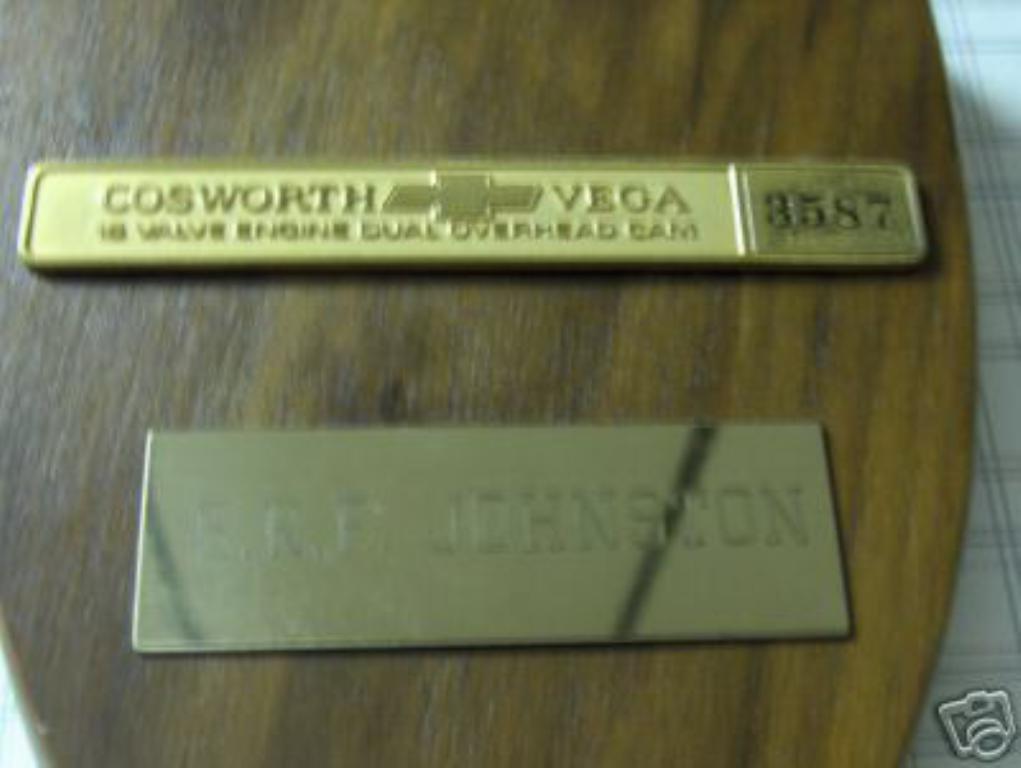 COSWORTH VEGA 3587
16 VALVE ENGINE DUAL OVERHEAD CAM
JOHNSTON